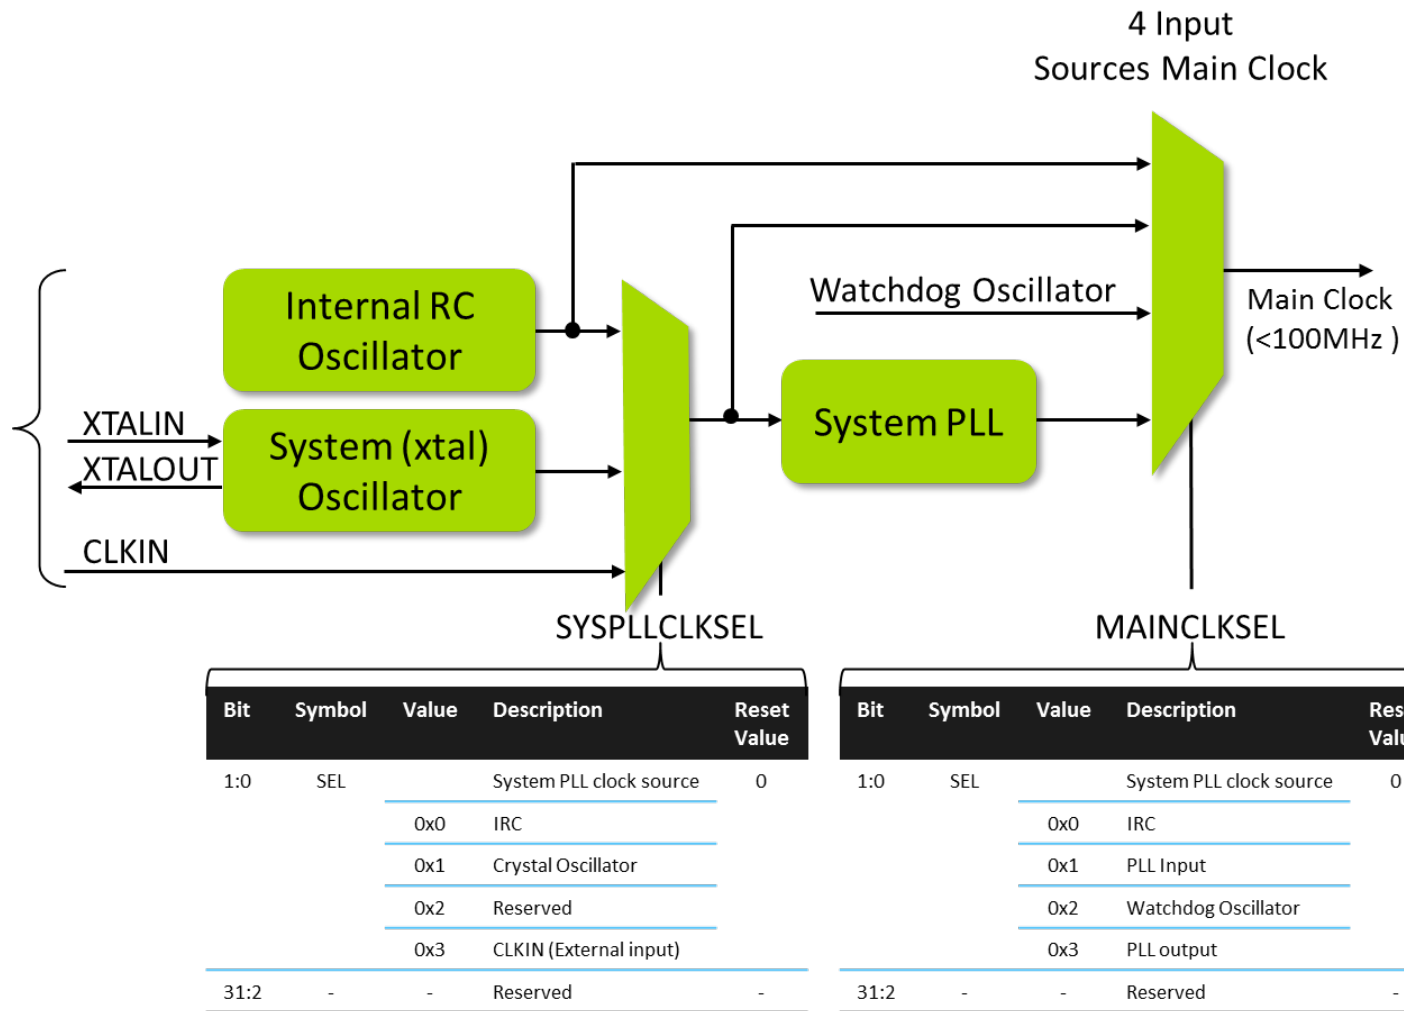 4 Input
Sources Main Clock
Internal RC
Oscillator
Watchdog Oscillator
Main Clock
(<100MHz )
XTALIN
XTALOUT
System (xtal)
Oscillator
System PLL
CLKIN
SYSPLLCLKSEL
MAINCLKSEL
Bit Symbol Value Description Reset
Value
1:0 SEL System PLL clock source 0
0x0 IRC
0x1 Crystal Oscillator
0x2 Reserved
0x3 CLKIN (External input)
31:2 - - Reserved -
Bit Symbol Value Description Res
Valu
1:0 SEL System PLL clock source 0
0x0 IRC
0x1 PLL Input
0x2 Watchdog Oscillator
0x3 PLL output
31:2 - - Reserved -